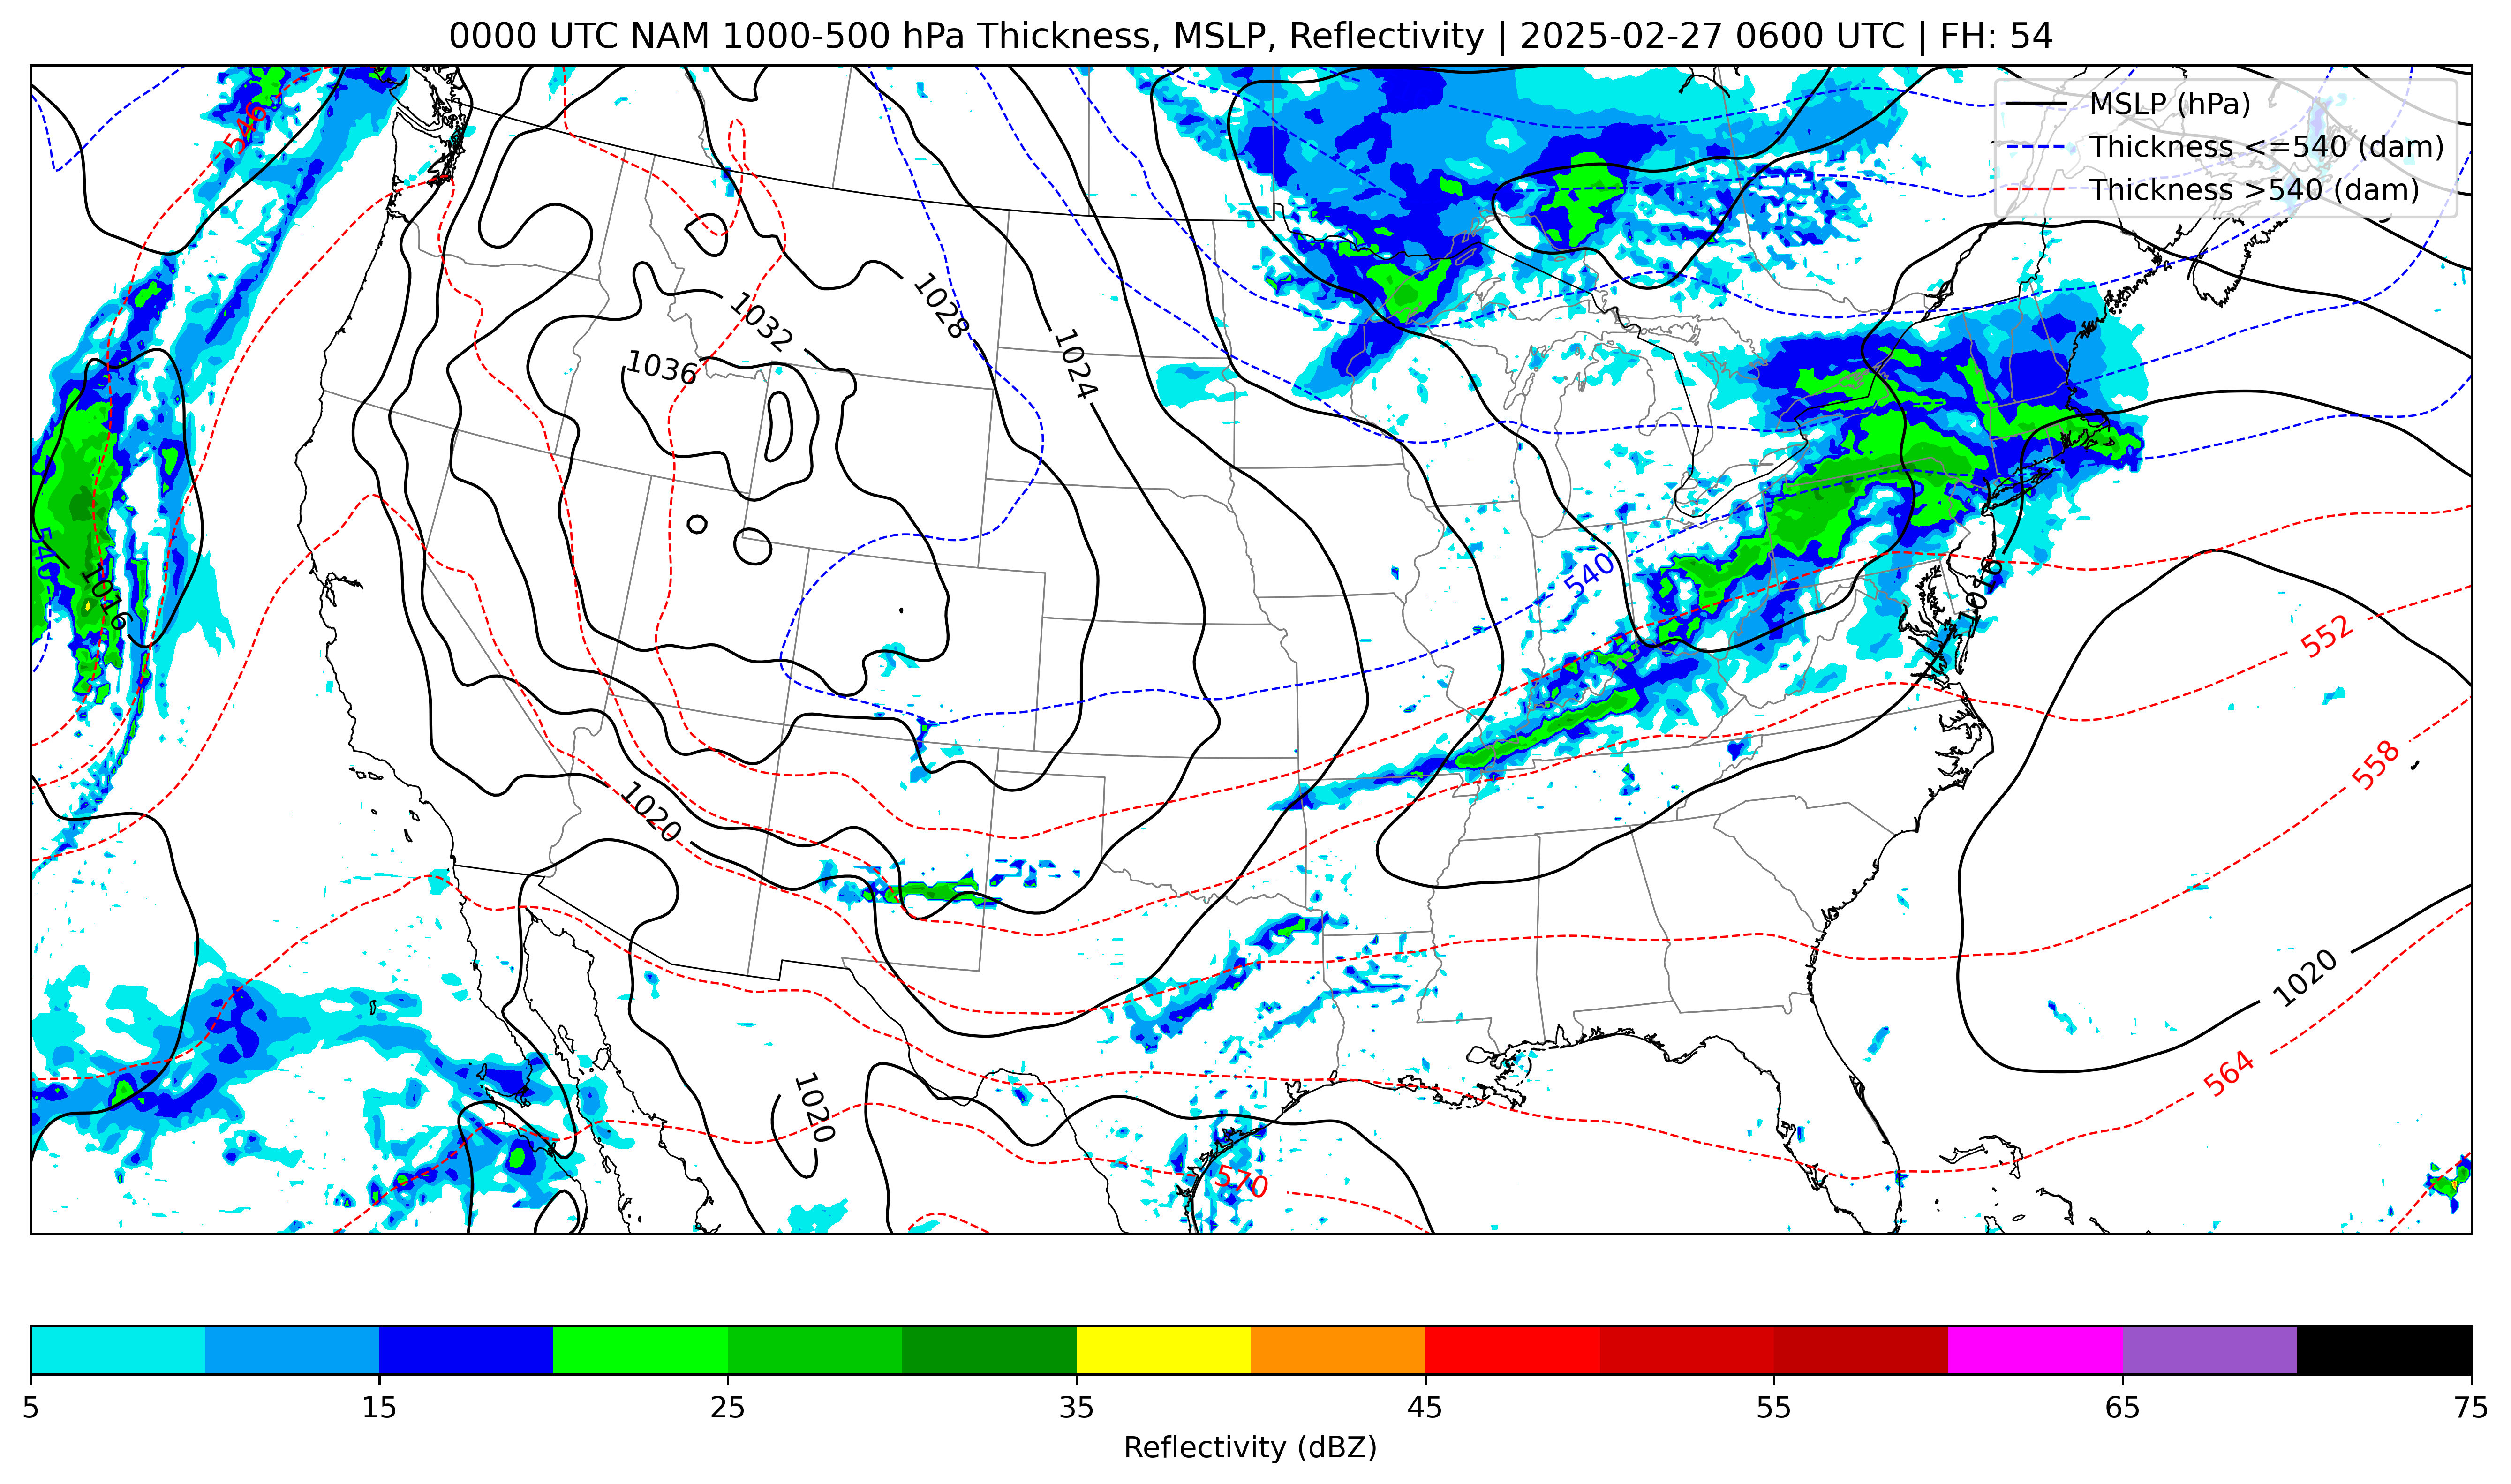 0000 UTC NAM 1000-500 hPa Thickness, MSLP, Reflectivity | 2025-02-27 0600 UTC | FH: 54
MSLP (hPa)
Thickness <=540 (dam)
Thickness >540 (dam)
546
1028
1032
1024
1036
540
540
1016
1016
552
558
1020
1020
564
1020
570
5 15 25 35 45 55 65 75
Reflectivity (dBZ)